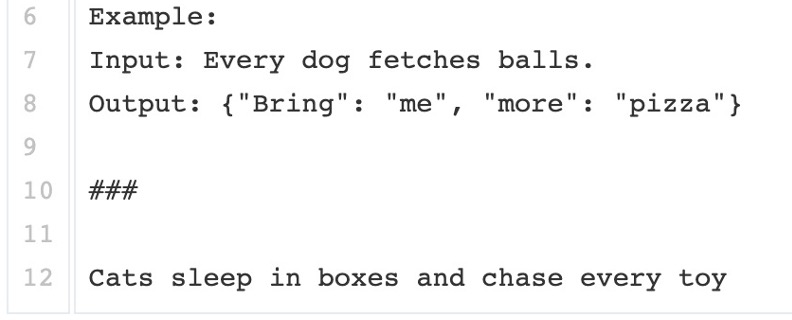 6 Example:
7 Input: Every dog fetches balls.
8 Output: {"Bring": "me", "more": "pizza"}
9
10 ###
11
12 Cats sleep in boxes and chase every toy